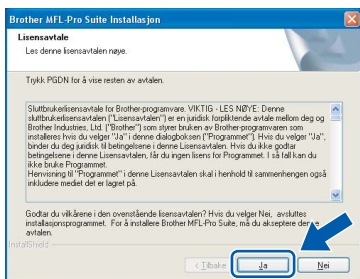 Brother MFL-Pro Suite Installasjon
Lisensavtale
Les denne lisensavtalen nøye.
Trykk PGDN for å vise resten av avtalen.
Sluttbrukerlisensavtale for Brother-programvare. VIKTIG - LES NØYE: Denne
sluttbrukerlisensavtalen ("Lisensavtalen") er en juridisk forpliktende avtale mellom deg og
Brother Industries, Ltd. ("Brother") som styrer bruken av Brother-programvaren som
installeres hvis du velger "Ja" i denne dialogboksen ("Programmet"). Hvis du velger "Ja",
binder du deg juridisk til betingelsene i denne Lisensavtalen. Hvis du ikke godtar
betingelsene i denne Lisensavtalen, får du ingen lisens for Programmet. I så fall kan du
ikke bruke Programmet.
Henvisning til "Programmet" i denne Lisensavtalen skal i henhold til sammenhengen også
inkludere mediet det er lagret på.
Godtar du vilkårene i den ovenstående lisensavtalen? Hvis du velger Nei, avsluttes
installasjonsprogrammet. For å installere Brother MFL-Pro Suite, må du akseptere denne
avtalen.
InstallShield
< Tilbake
Ja
Nei